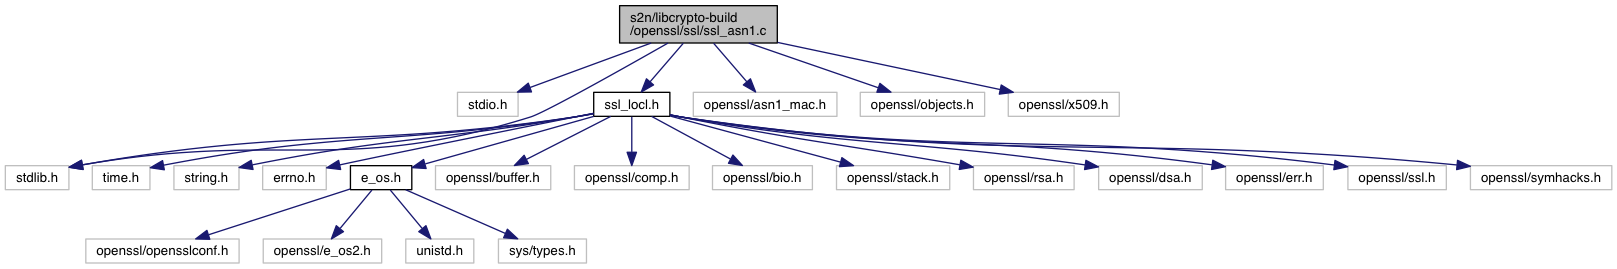 s2n/libcrypto-build
/openssl/ssl/ssl_asn1.c
stdio.h
ssl_locl.h
openssl/asn1_mac.h
openssl/objects.h
openssl/x509.h
stdlib.h
time.h
string.h
errno.h
e_os.h
openssl/buffer.h
openssl/comp.h
openssl/bio.h
openssl/stack.h
openssl/rsa.h
openssl/dsa.h
openssl/err.h
openssl/ssl.h
openssl/symhacks.h
openssl/opensslconf.h
openssl/e_os2.h
unistd.h
sys/types.h